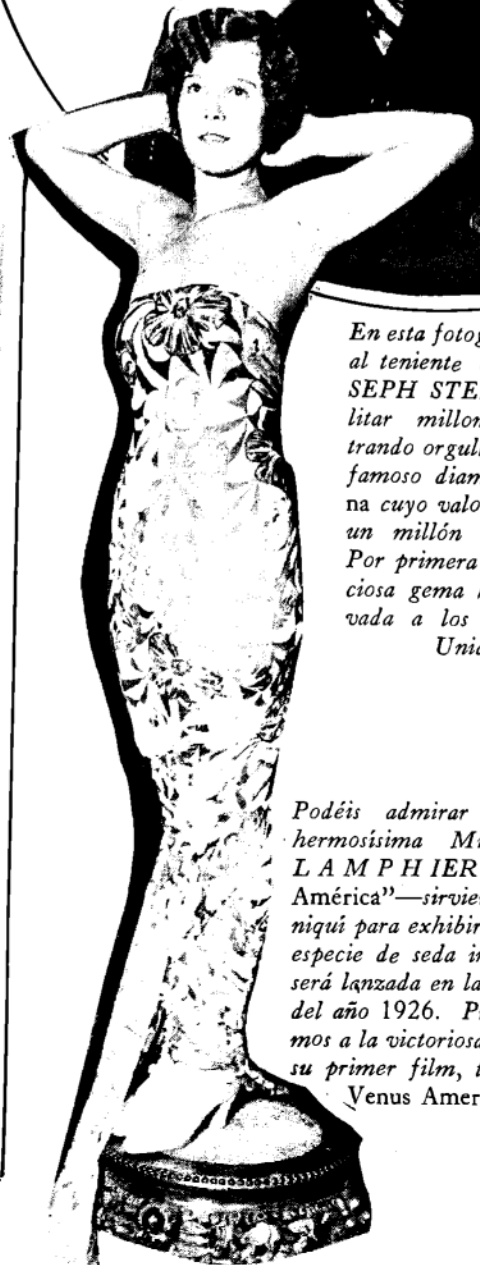 En esta fotog
al teniente
SEPH STE
litar millon
trando orgull
famoso diam
na cuyo valo
un millón
Por primera
ciosa gema
vada a los
Unid
Podéis admirar
hermosísima Mi
LAMPHIER
América"—sirvie
niquí para exhibir
especie de seda in
será lanzada en la
del año 1926. P
mos a la victoriosa
su primer film, t
Venus Amer